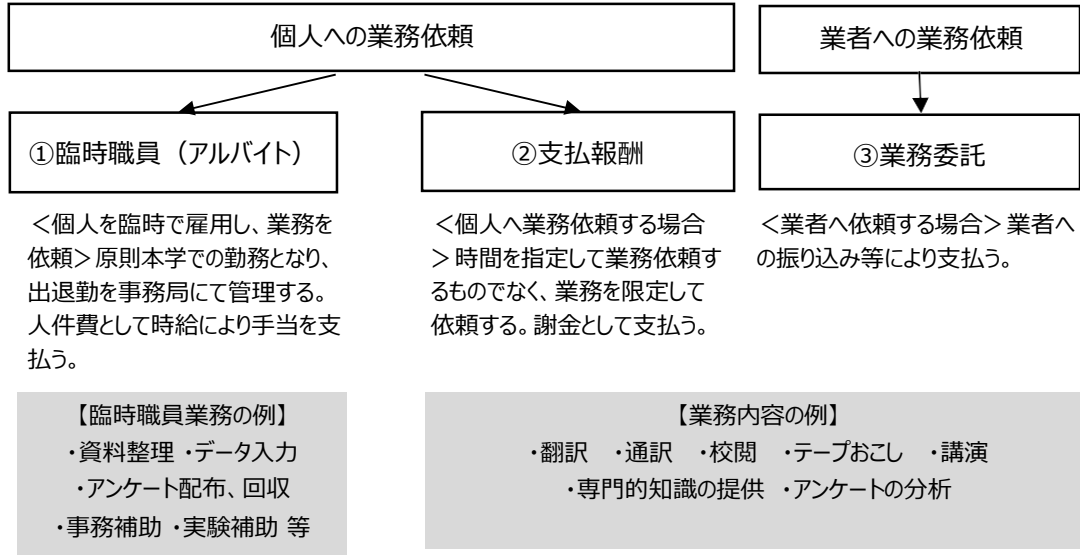 個人への業務依頼
業者への業務依頼
①臨時職員（アルバイト）
②支払報酬
③業務委託
＜個人を臨時で雇用し、業務を
依頼＞原則本学での勤務となり、
出退勤を事務局にて管理する。
人件費として時給により手当を支
払う。
＜個人へ業務依頼する場合
＞時間を指定して業務依頼す
るものでなく、業務を限定して
依頼する。謝金として支払う。
＜業者へ依頼する場合＞業者へ
の振り込み等により支払う。
【臨時職員業務の例】
・資料整理 ・データ入力
・アンケート配布、回収
・事務補助 ・実験補助 等
【業務内容の例】
・翻訳　・通訳　・校閲　・テープおこし　・講演
・専門的知識の提供　・アンケートの分析